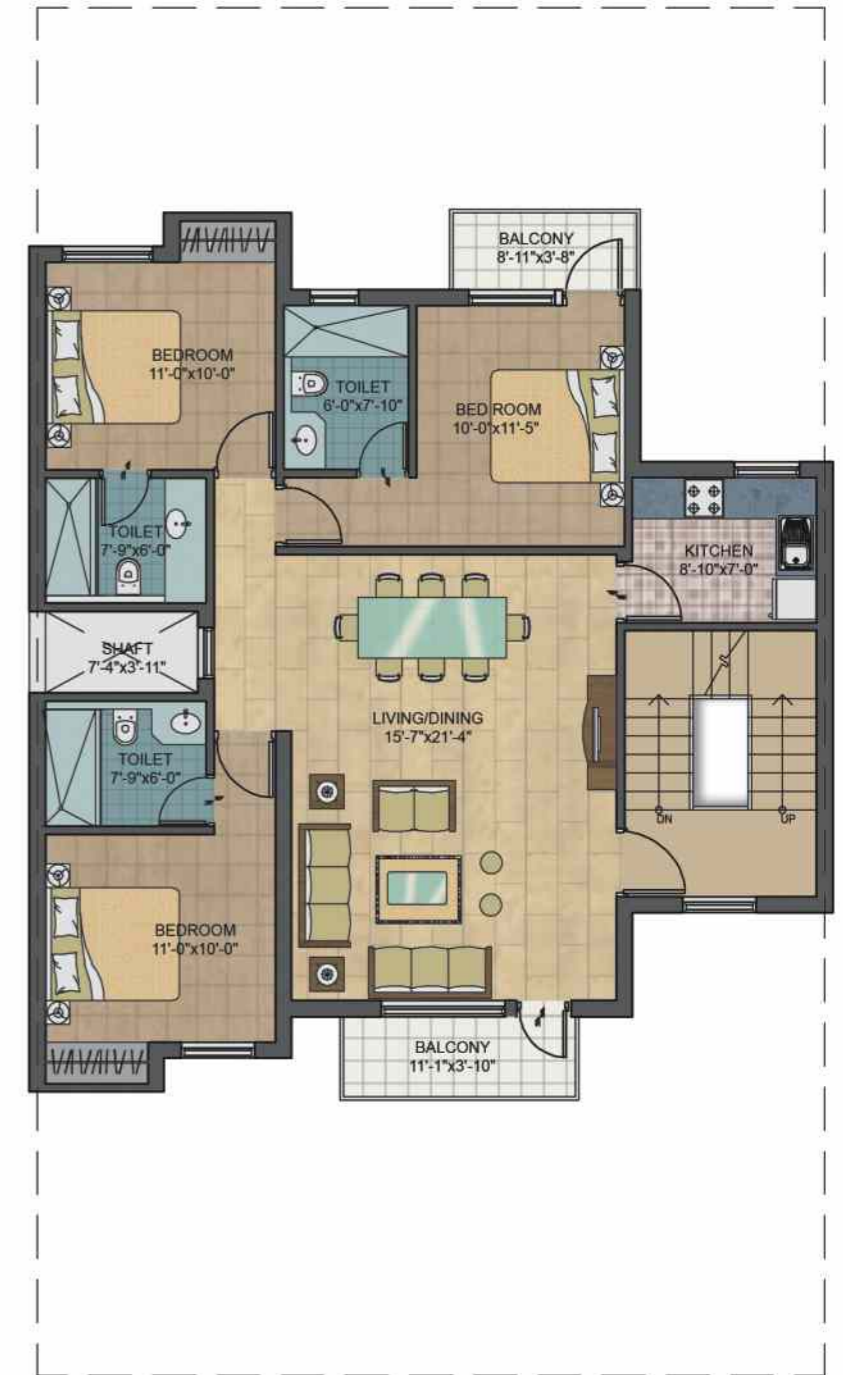 BALCONY
8'-11"x3'-8"
BEDROOM
11'-0"x10'-0"
TOILET
6'-0"x7'-10"
BED ROOM
10'-0"x11'-5"
TOILET
7'-9"x6'-0"
KITCHEN
8'-10"x7'-0"
SHAFT
7'-4"x3'-11"
LIVING/DINING
15'-7"x21'-4"
TOILET
7'-9"x6'-0"
DN
UP
BEDROOM
11'-0"x10'-0"
BALCONY
11'-1"x3'-10"